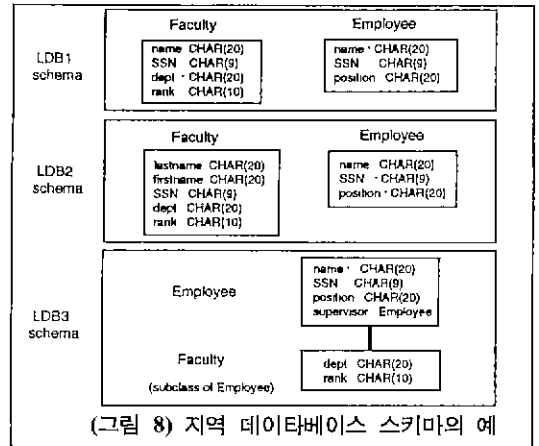 LDB1
schema
Faculty
name CHAR(20)
SSN CHAR(9)
dept CHAR(20)
rank CHAR(10)
Employee
name CHAR(20)
SSN CHAR(9)
position CHAR(20)
LDB2
schema
Faculty
lastname CHAR(20)
firstname CHAR(20)
SSN CHAR(9)
dept CHAR(20)
rank CHAR(10)
Employee
name CHAR(20)
SSN CHAR(9)
position CHAR(20)
LDB3
schema
Employee
name CHAR(20)
SSN CHAR(9)
position CHAR(20)
supervisor Employee
Faculty
(subclass of Employee)
dept CHAR(20)
rank CHAR(10)
(그림 8) 지역 데이타베이스 스키마의 예